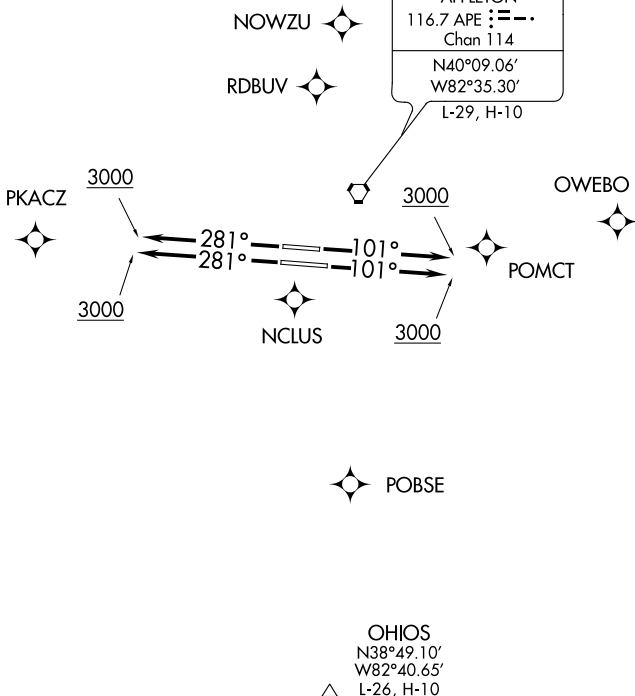 APPLETON
116.7 APE
Chan 114
N40°09.06′
W82°35.30′
L-29, H-10
NOWZU
RDBUV
PKACZ
3000
3000
OWEBO
281°
101°
281°
101°
POMCT
3000
3000
NCLUS
POBSE
OHIOS
N38°49.10′
W82°40.65′
L-26, H-10